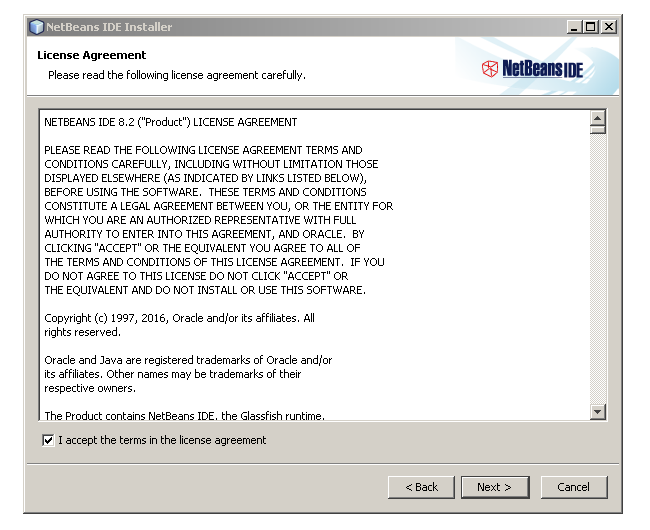 NetBeans IDE Installer
License Agreement
Please read the following license agreement carefully.
NetBeans IDE
NETBEANS IDE 8.2 ("Product") LICENSE AGREEMENT
PLEASE READ THE FOLLOWING LICENSE AGREEMENT TERMS AND
CONDITIONS CAREFULLY, INCLUDING WITHOUT LIMITATION THOSE
DISPLAYED ELSEWHERE (AS INDICATED BY LINKS LISTED BELOW),
BEFORE USING THE SOFTWARE.  THESE TERMS AND CONDITIONS
CONSTITUTE A LEGAL AGREEMENT BETWEEN YOU, OR THE ENTITY FOR
WHICH YOU ARE AN AUTHORIZED REPRESENTATIVE WITH FULL
AUTHORITY TO ENTER INTO THIS AGREEMENT, AND ORACLE.  BY
CLICKING "ACCEPT" OR THE EQUIVALENT YOU AGREE TO ALL OF
THE TERMS AND CONDITIONS OF THIS LICENSE AGREEMENT.  IF YOU
DO NOT AGREE TO THIS LICENSE DO NOT CLICK "ACCEPT" OR
THE EQUIVALENT AND DO NOT INSTALL OR USE THIS SOFTWARE.
Copyright (c) 1997, 2016, Oracle and/or its affiliates. All
rights reserved.
Oracle and Java are registered trademarks of Oracle and/or
its affiliates. Other names may be trademarks of their
respective owners.
The Product contains NetBeans IDE, the Glassfish runtime,
I accept the terms in the license agreement
< Back
Next >
Cancel